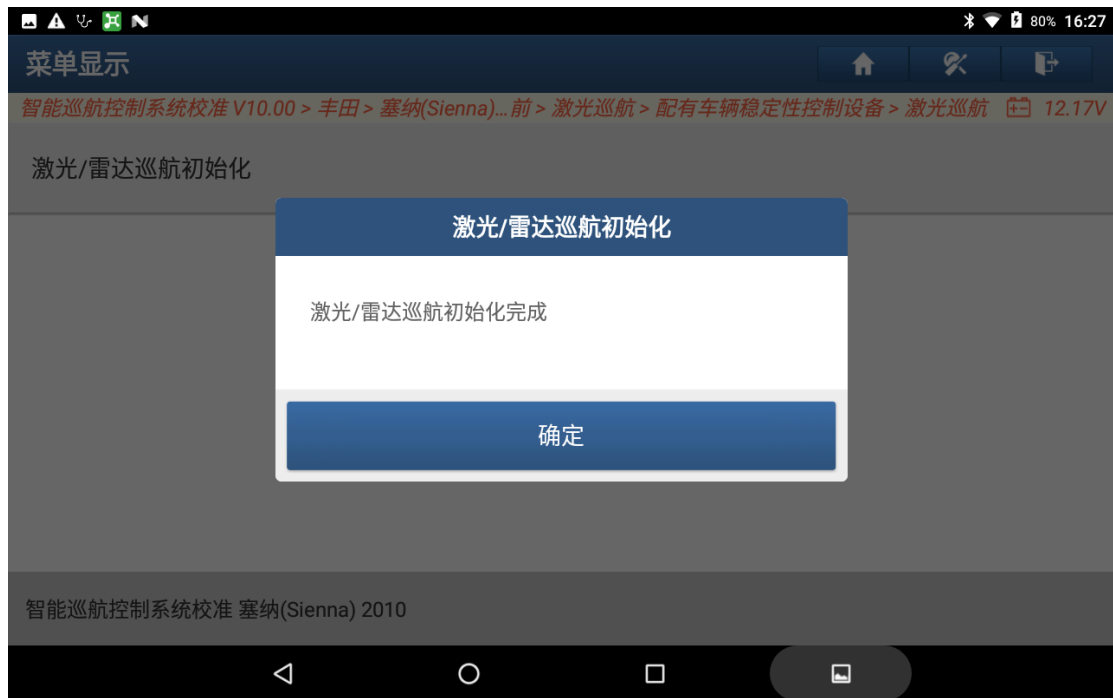 80% 16:27
菜单显示
智能巡航控制系统校准 V10.00 > 丰田 > 塞纳(Sienna)...前 > 激光巡航 > 配有车辆稳定性控制设备 > 激光巡航 12.17V
激光/雷达巡航初始化
激光/雷达巡航初始化
激光/雷达巡航初始化完成
确定
智能巡航控制系统校准 塞纳(Sienna) 2010